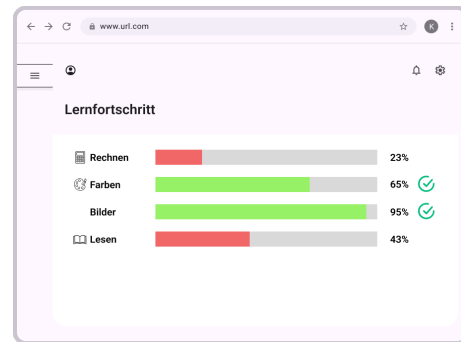 www.url.com
K
Lernfortschritt
Rechnen 23%
Farben 65%
Bilder 95%
Lesen 43%